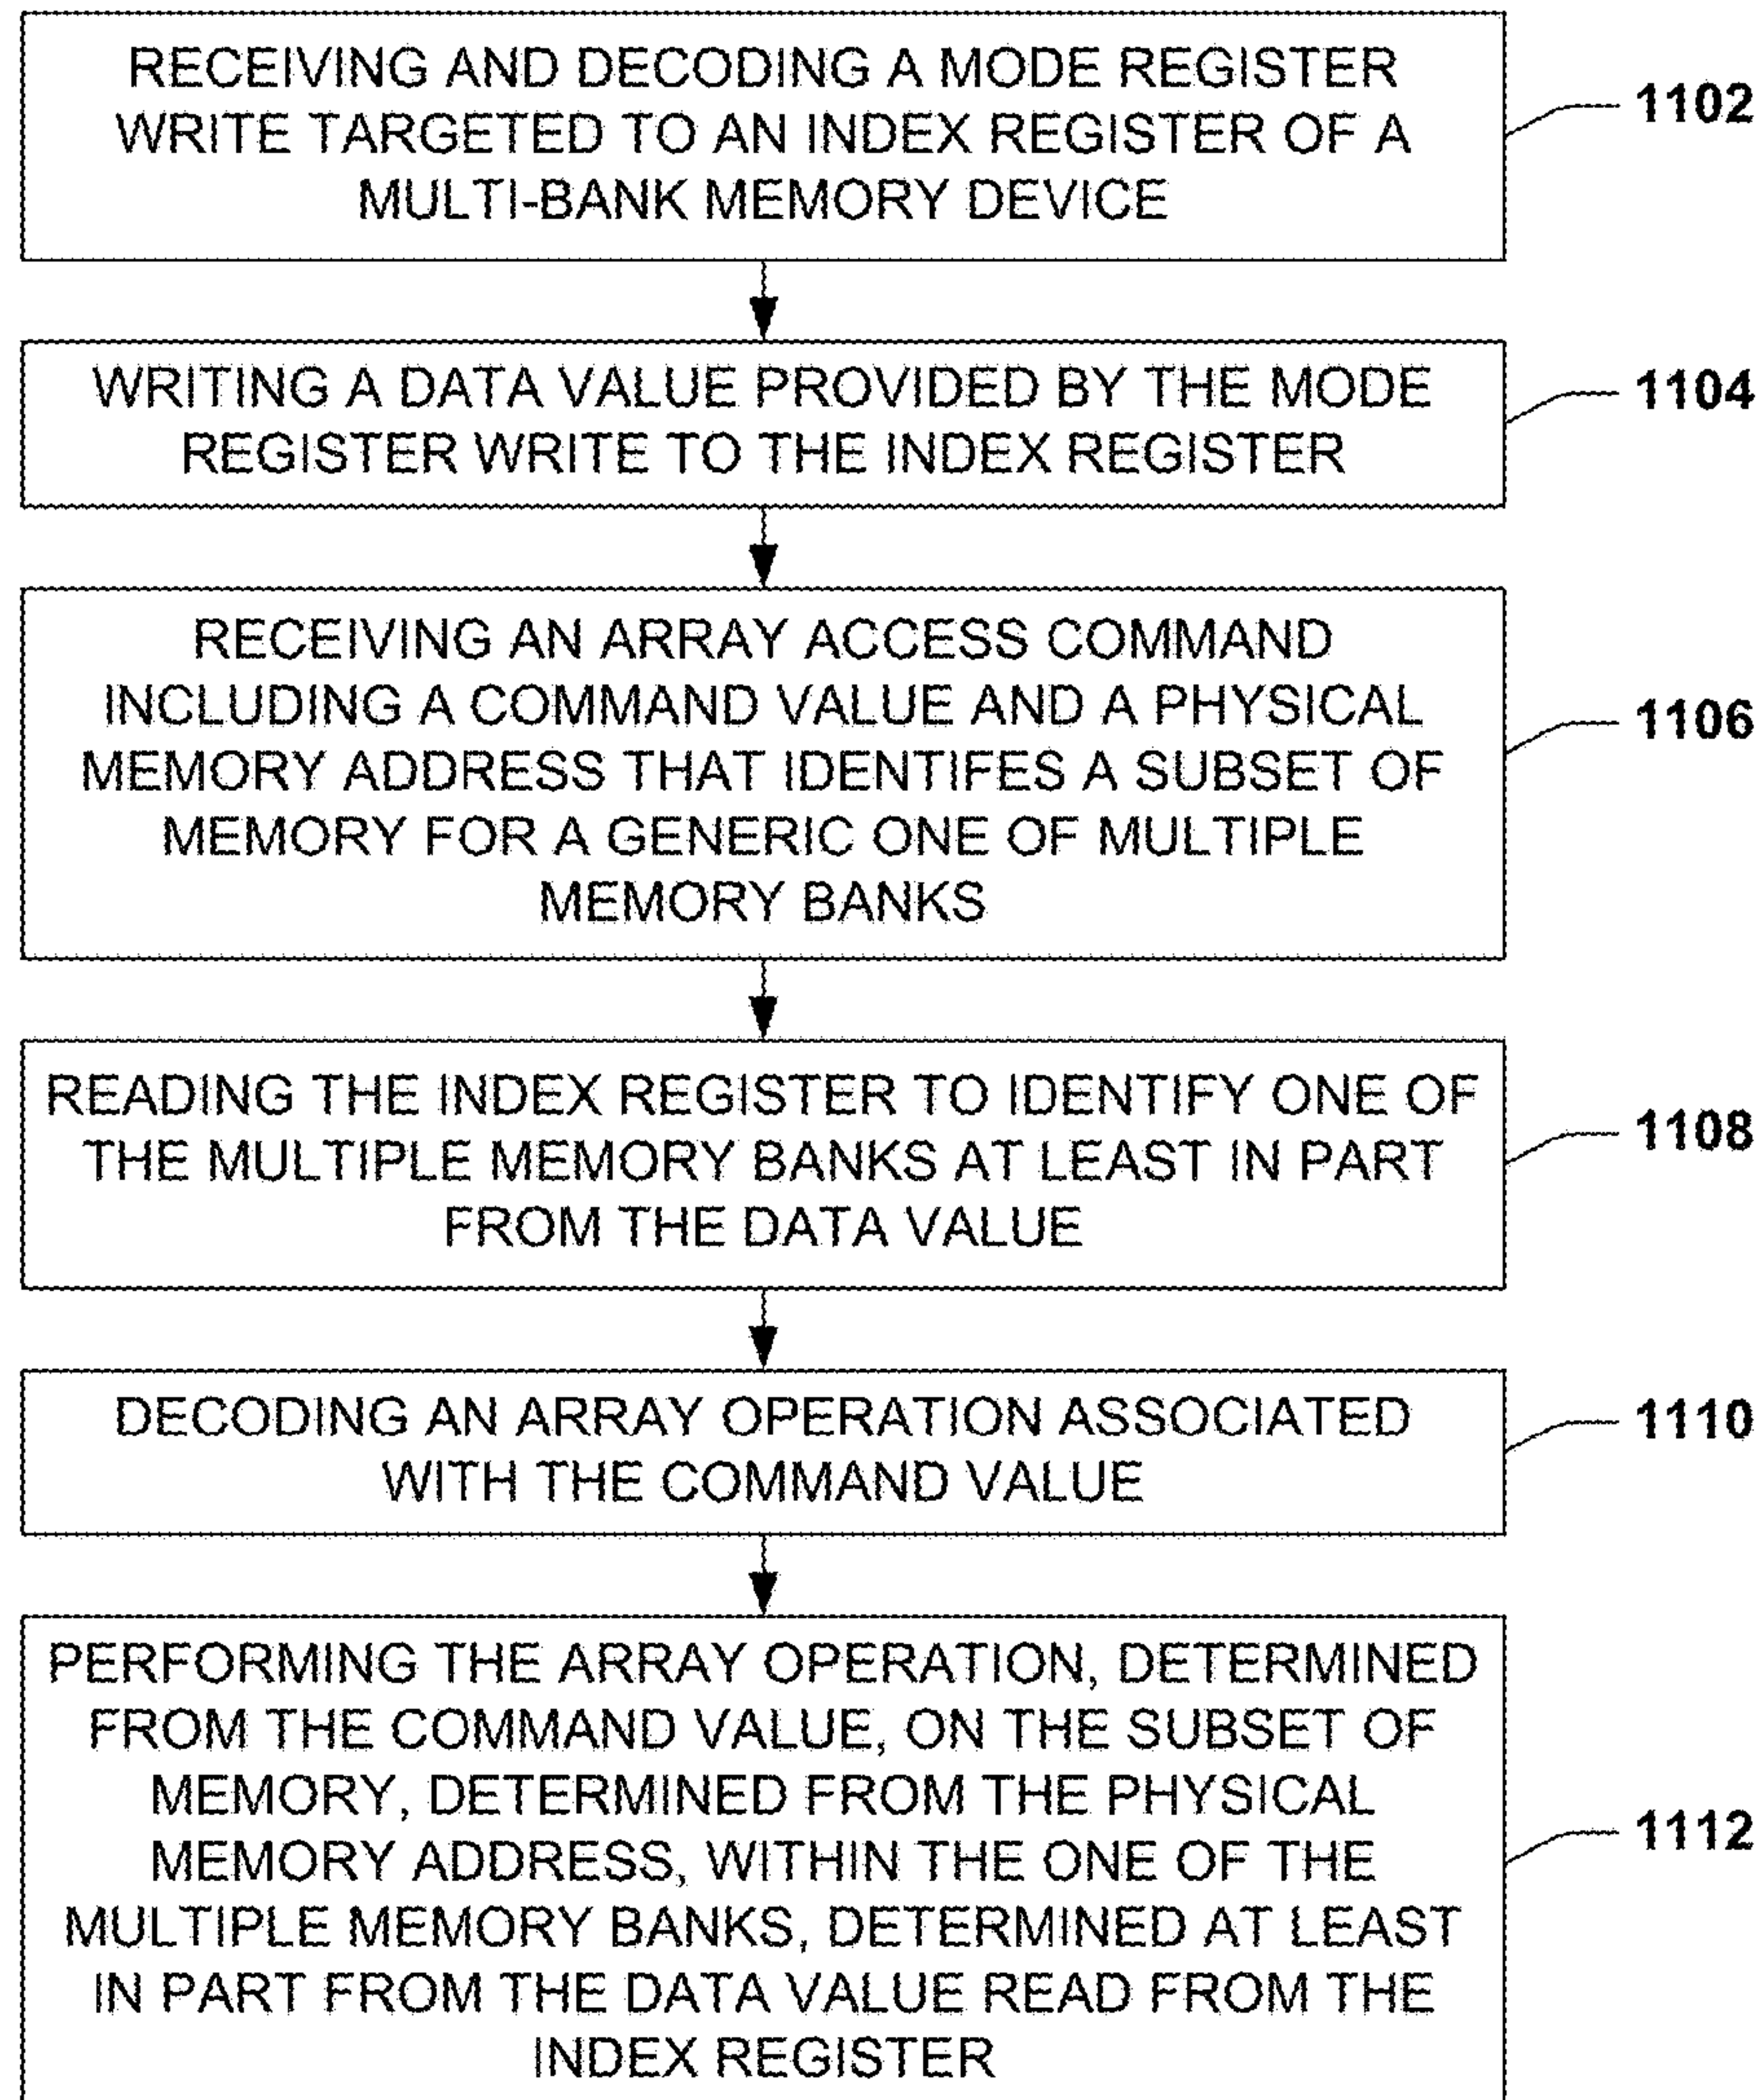 RECEIVING AND DECODING A MODE REGISTER
WRITE TARGETED TO AN INDEX REGISTER OF A
MULTI-BANK MEMORY DEVICE
1102
WRITING A DATA VALUE PROVIDED BY THE MODE
REGISTER WRITE TO THE INDEX REGISTER
1104
RECEIVING AN ARRAY ACCESS COMMAND
INCLUDING A COMMAND VALUE AND A PHYSICAL
MEMORY ADDRESS THAT IDENTIFES A SUBSET OF
MEMORY FOR A GENERIC ONE OF MULTIPLE
MEMORY BANKS
1106
READING THE INDEX REGISTER TO IDENTIFY ONE OF
THE MULTIPLE MEMORY BANKS AT LEAST IN PART
FROM THE DATA VALUE
1108
DECODING AN ARRAY OPERATION ASSOCIATED
WITH THE COMMAND VALUE
1110
PERFORMING THE ARRAY OPERATION, DETERMINED
FROM THE COMMAND VALUE, ON THE SUBSET OF
MEMORY, DETERMINED FROM THE PHYSICAL
MEMORY ADDRESS, WITHIN THE ONE OF THE
MULTIPLE MEMORY BANKS, DETERMINED AT LEAST
IN PART FROM THE DATA VALUE READ FROM THE
INDEX REGISTER
1112